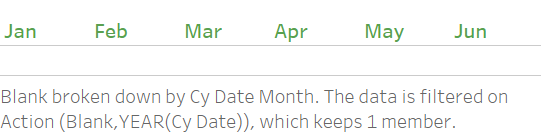 Jan Feb Mar Apr May Jun
Blank broken down by Cy Date Month. The data is filtered on
Action (Blank,YEAR(Cy Date)), which keeps 1 member.